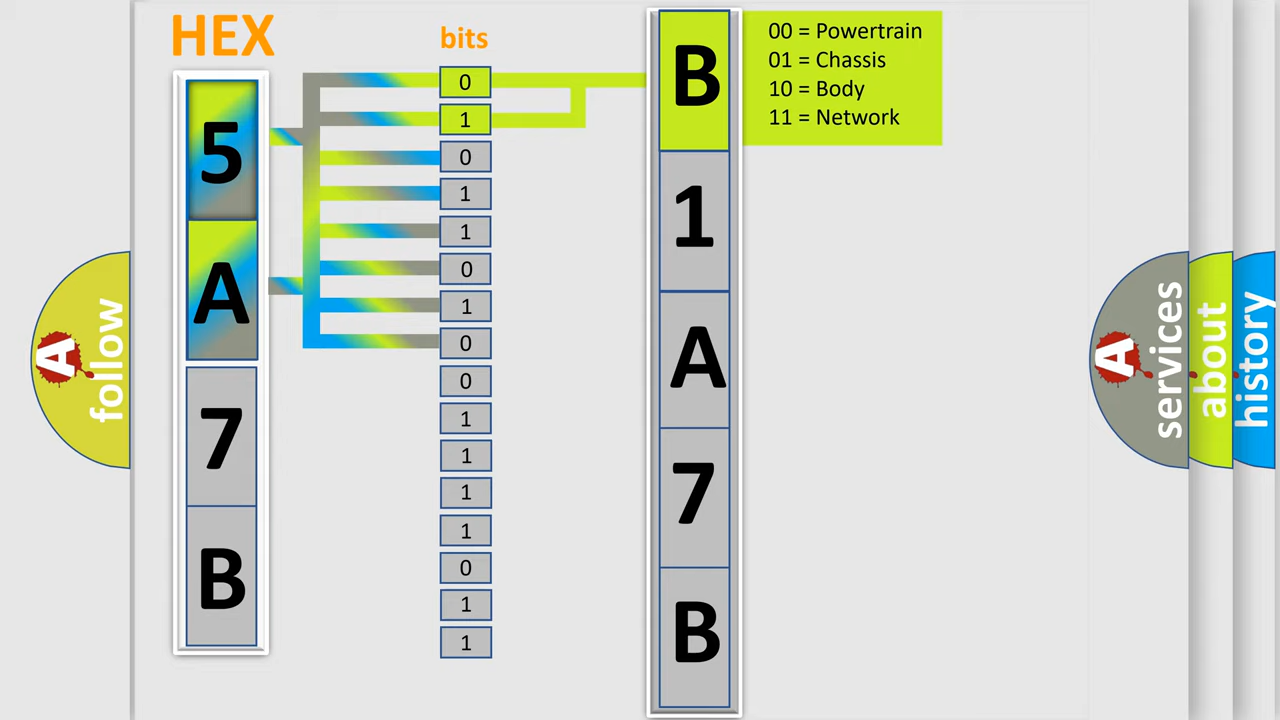 HEX
bits
5
A
7
B
0
1
0
1
1
0
1
0
0
1
1
1
1
0
1
1
B
1
A
7
B
00 = Powertrain
01 = Chassis
10 = Body
11 = Network
A
follow
A
services
about
history